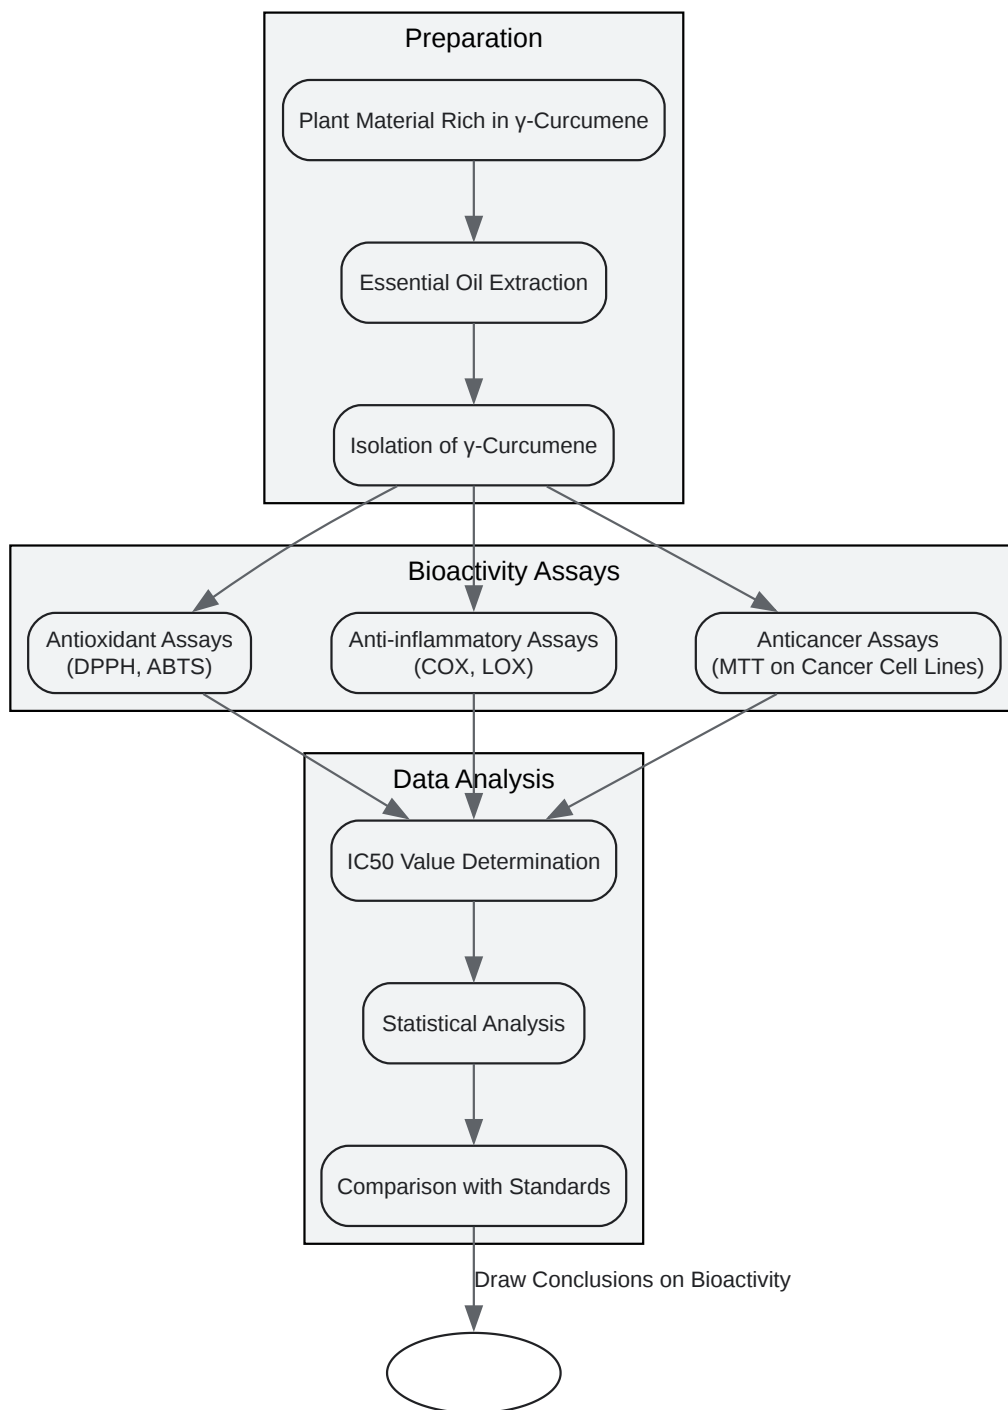 Preparation
Plant Material Rich in γ-Curcumene
Essential Oil Extraction
Isolation of γ-Curcumene
Bioactivity Assays
Antioxidant Assays
(DPPH, ABTS)
Anti-inflammatory Assays
(COX, LOX)
Anticancer Assays
(MTT on Cancer Cell Lines)
Data Analysis
IC50 Value Determination
Statistical Analysis
Comparison with Standards
Draw Conclusions on Bioactivity